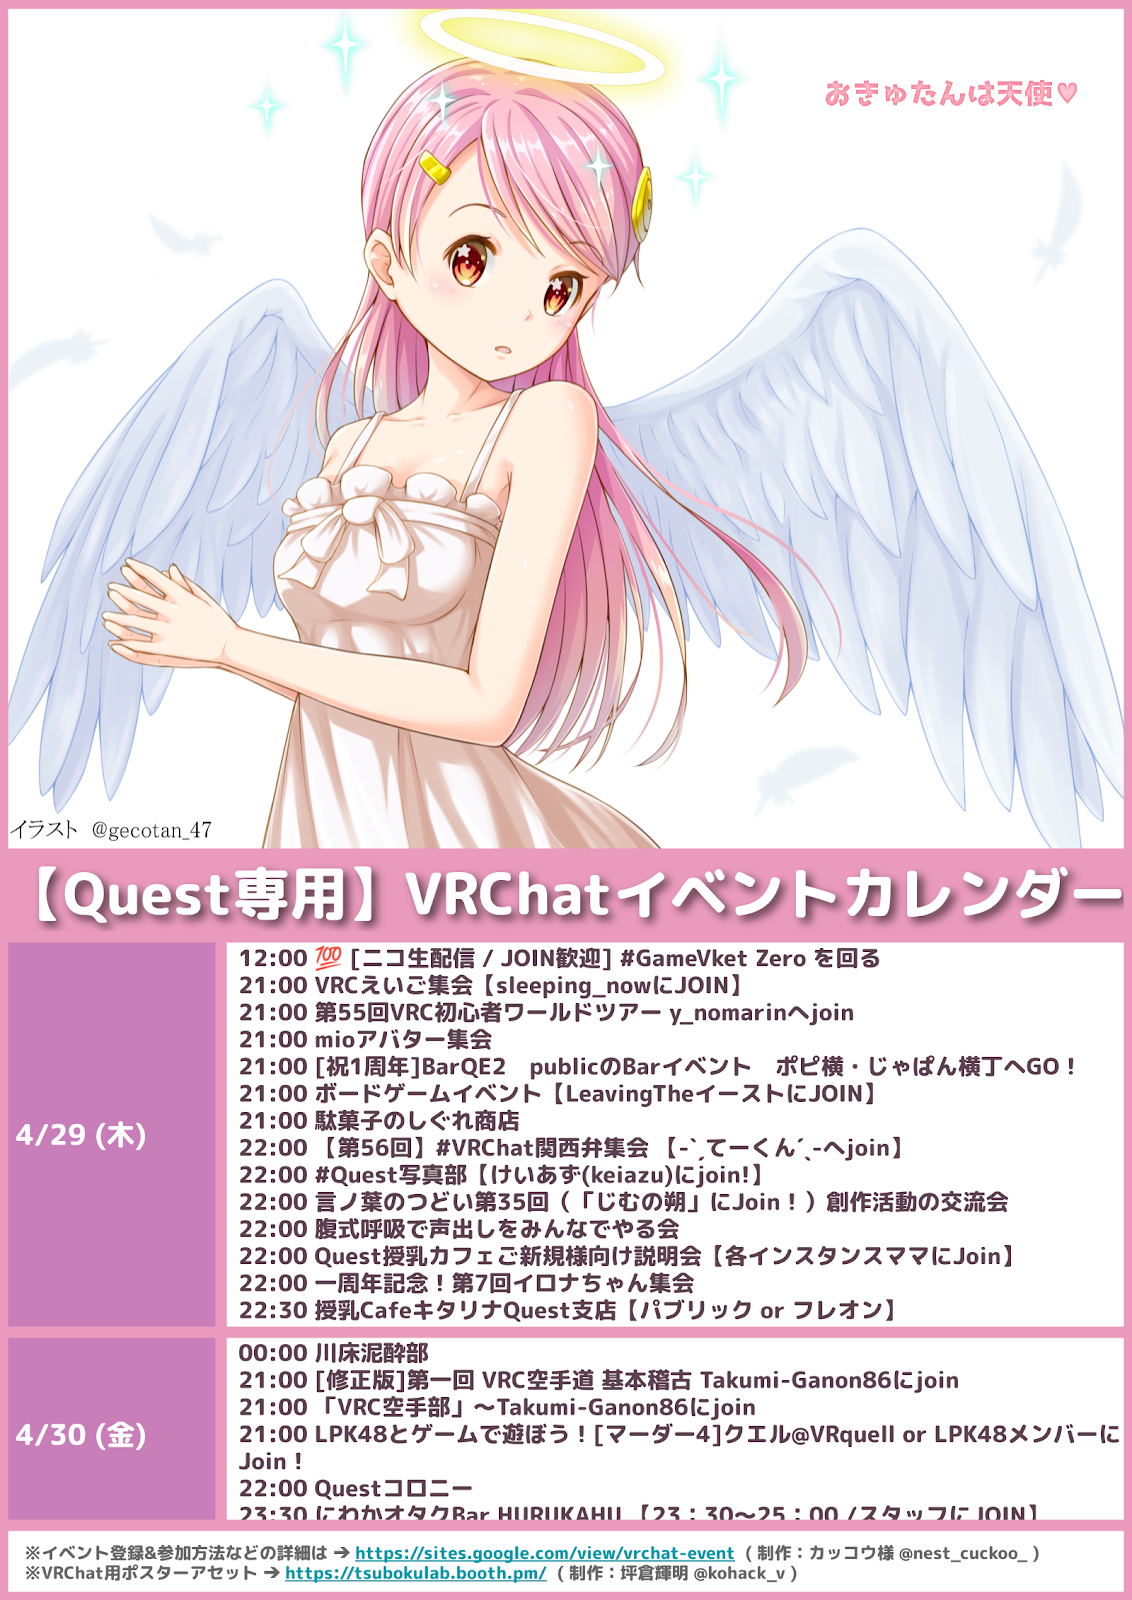 おきゅたんは天使♥
イラスト @gecotan_47
【Quest専用】VRChatイベントカレンダー
4/29 (木)
12:00 💯 [ニコ生配信 / JOIN歓迎] #GameVket Zero を回る
21:00 VRCえいご集会【sleeping_nowにJOIN】
21:00 第55回VRC初心者ワールドツアー y_nomarinへjoin
21:00 mioアバター集会
21:00 [祝1周年]BarQE2　publicのBarイベント　ポピ横・じゃぱん横丁へGO！
21:00 ボードゲームイベント【LeavingTheイーストにJOIN】
21:00 駄菓子のしぐれ商店
22:00 【第56回】#VRChat関西弁集会 【-`ˏてーくん´ˎ-へjoin】
22:00 #Quest写真部【けいあず(keiazu)にjoin!】
22:00 言ノ葉のつどい第35回（「じむの朔」にJoin！）創作活動の交流会
22:00 腹式呼吸で声出しをみんなでやる会
22:00 Quest授乳カフェご新規様向け説明会【各インスタンスママにJoin】
22:00 一周年記念！第7回イロナちゃん集会
22:30 授乳CafeキタリナQuest支店【パブリック or フレオン】
4/30 (金)
00:00 川床泥酔部
21:00 [修正版]第一回 VRC空手道 基本稽古 Takumi-Ganon86にjoin
21:00 「VRC空手部」～Takumi-Ganon86にjoin
21:00 LPK48とゲームで遊ぼう！[マーダー4]クエル@VRquell or LPK48メンバーに
Join！
22:00 Questコロニー
23:30 にわかオタクBar HURUKAHU 【23：30～25：00 /スタッフにJOIN】
※イベント登録&参加方法などの詳細は ➔ https://sites.google.com/view/vrchat-event （ 制作：カッコウ様 @nest_cuckoo_ ）
※VRChat用ポスターアセット ➔ https://tsubokulab.booth.pm/ （ 制作：坪倉輝明 @kohack_v ）